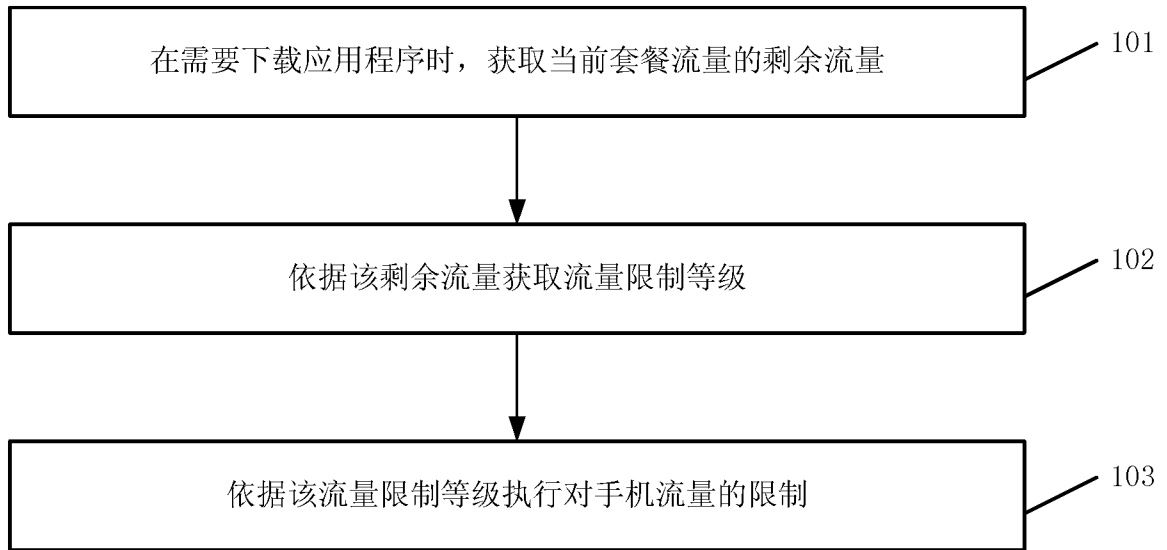 在需要下载应用程序时，获取当前套餐流量的剩余流量
101
依据该剩余流量获取流量限制等级
102
依据该流量限制等级执行对手机流量的限制
103